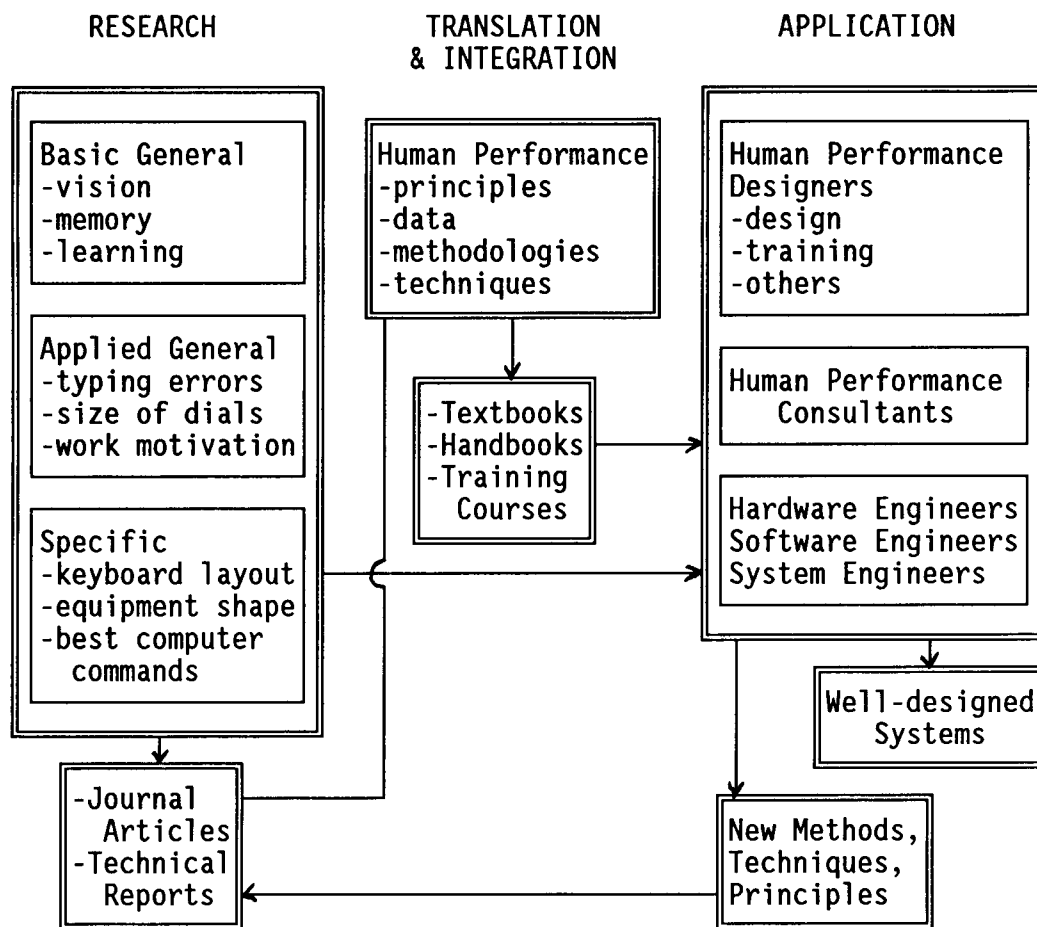 RESEARCH
TRANSLATION
& INTEGRATION
APPLICATION
Basic General
-vision
-memory
-learning
Applied General
-typing errors
-size of dials
-work motivation
Specific
-keyboard layout
-equipment shape
-best computer
commands
-Journal
Articles
-Technical
Reports
Human Performance
-principles
-data
-methodologies
-techniques
-Textbooks
-Handbooks
-Training
Courses
Human Performance
Designers
-design
-training
-others
Human Performance
Consultants
Hardware Engineers
Software Engineers
System Engineers
Well-designed
Systems
New Methods,
Techniques,
Principles